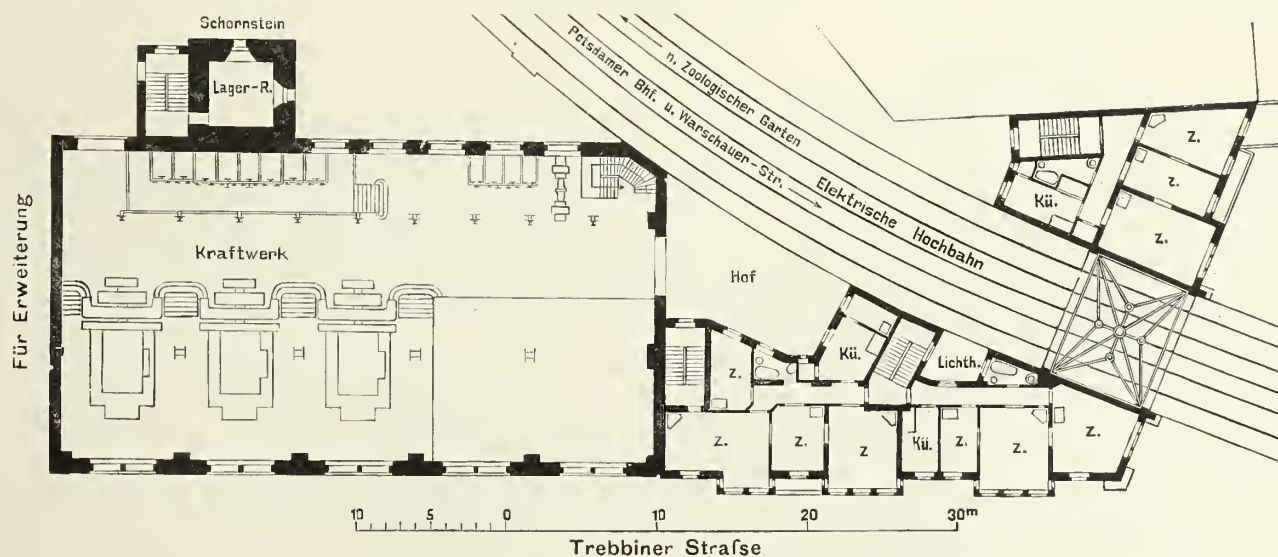 Schornstein
Lager-R.
n. Zoologischer Garten
Potsdamer Bhf. u. Warschauer-Str.
Elektrische Hochbahn
Für Erweiterung
Kraftwerk
Hof
Kü.
Z.
Z.
Z.
Kü.
Lichth.
Z.
Z.
Z.
Z
Kü.
Z.
Z.
Z.
10 5 0 10 20 30m
Trebbiner Straſse